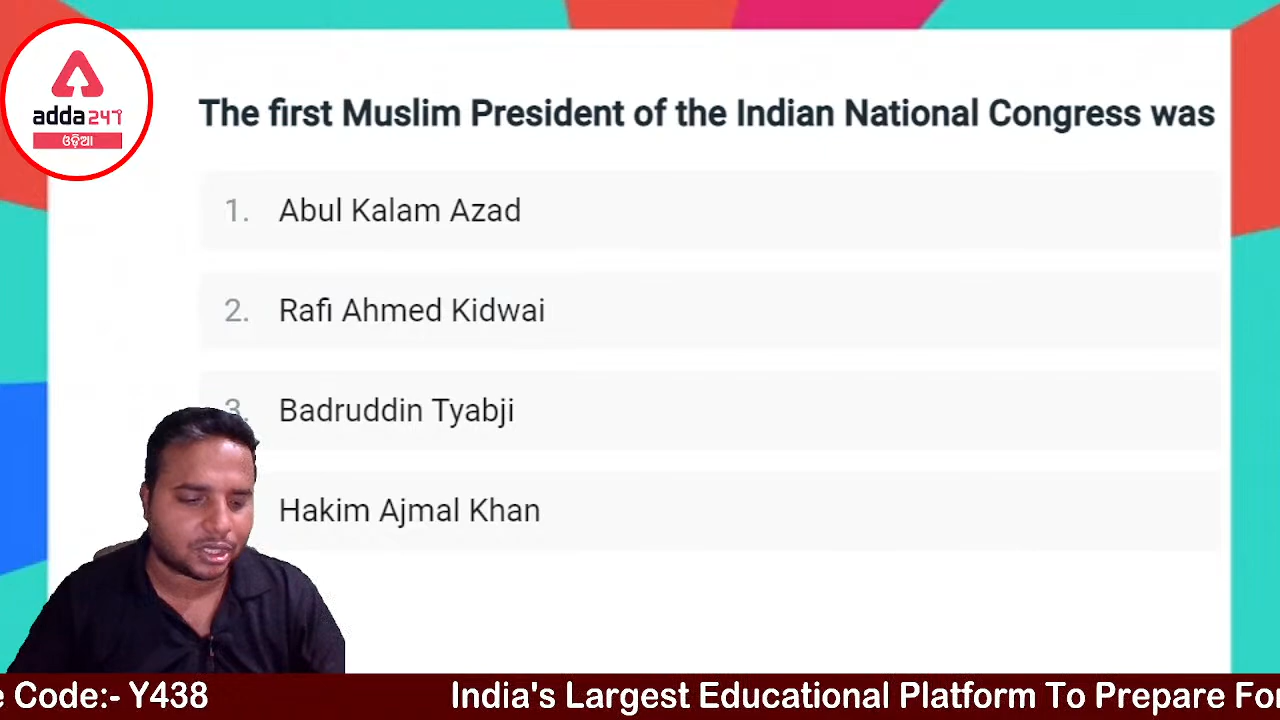 adda247
ଓଡ଼ିଆ
The first Muslim President of the Indian National Congress was
1. Abul Kalam Azad
2. Rafi Ahmed Kidwai
3. Badruddin Tyabji
Hakim Ajmal Khan
e Code:- Y438 India's Largest Educational Platform To Prepare For